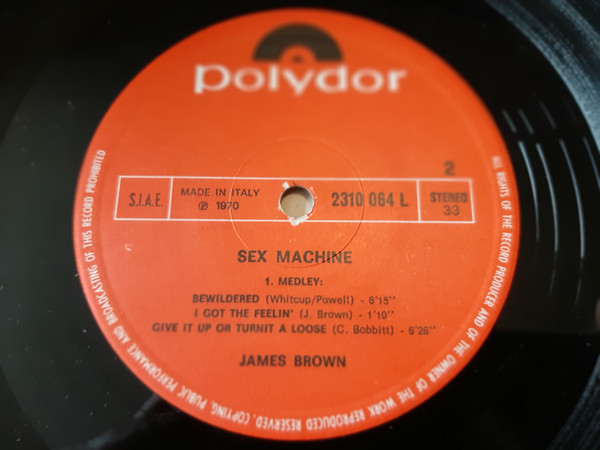 polydor
2
S.I.A.E.
MADE IN ITALY
℗ 1970
2310 064 L
STEREO
33
SEX MACHINE
1. MEDLEY:
BEWILDERED (Whitcup/Powell) - 6'15''
I GOT THE FEELIN' (J. Brown) - 1'10''
GIVE IT UP OR TURNIT A LOOSE (C. Bobbitt) - 6'26''
JAMES BROWN
ALL RIGHTS OF THE RECORD PRODUCER AND OF THE OWNER OF THE WORK REPRODUCED RESERVED. COPYING, PUBLIC PERFORMANCE AND BROADCASTING OF THIS RECORD PROHIBITED